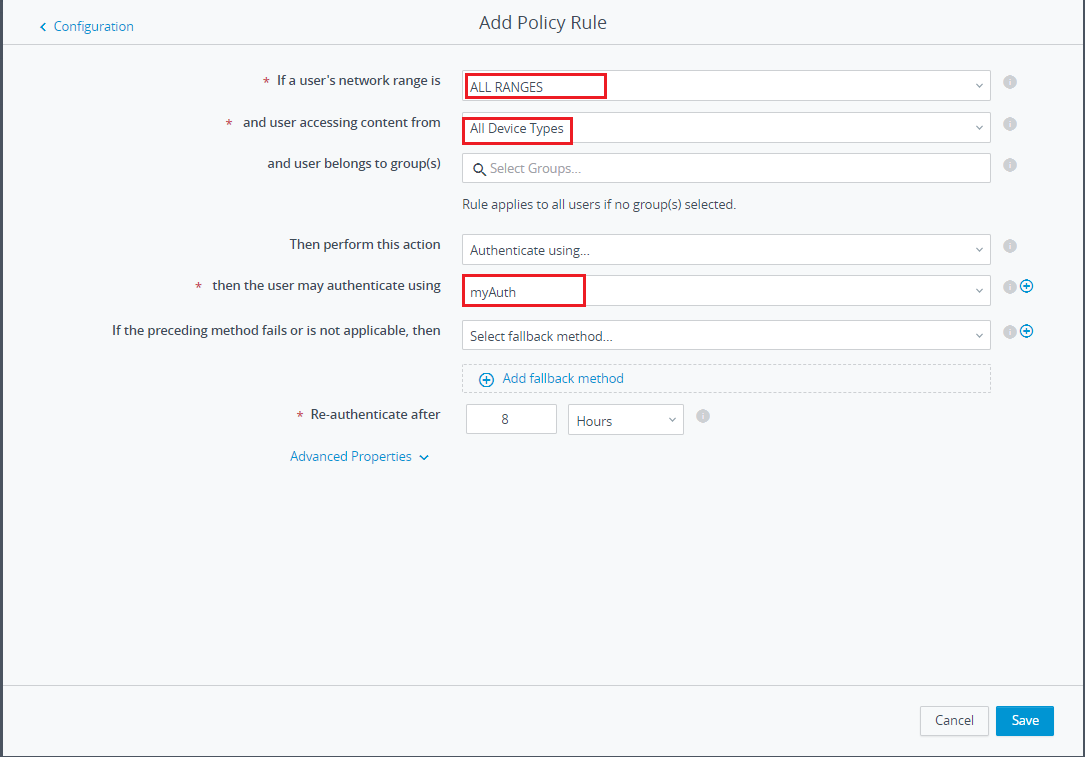 Configuration
Add Policy Rule
* If a user's network range is ALL RANGES
* and user accessing content from All Device Types
and user belongs to group(s) Select Groups...
Rule applies to all users if no group(s) selected.
Then perform this action Authenticate using...
* then the user may authenticate using myAuth
If the preceding method fails or is not applicable, then Select fallback method...
Add fallback method
* Re-authenticate after 8 Hours
Advanced Properties
Cancel Save